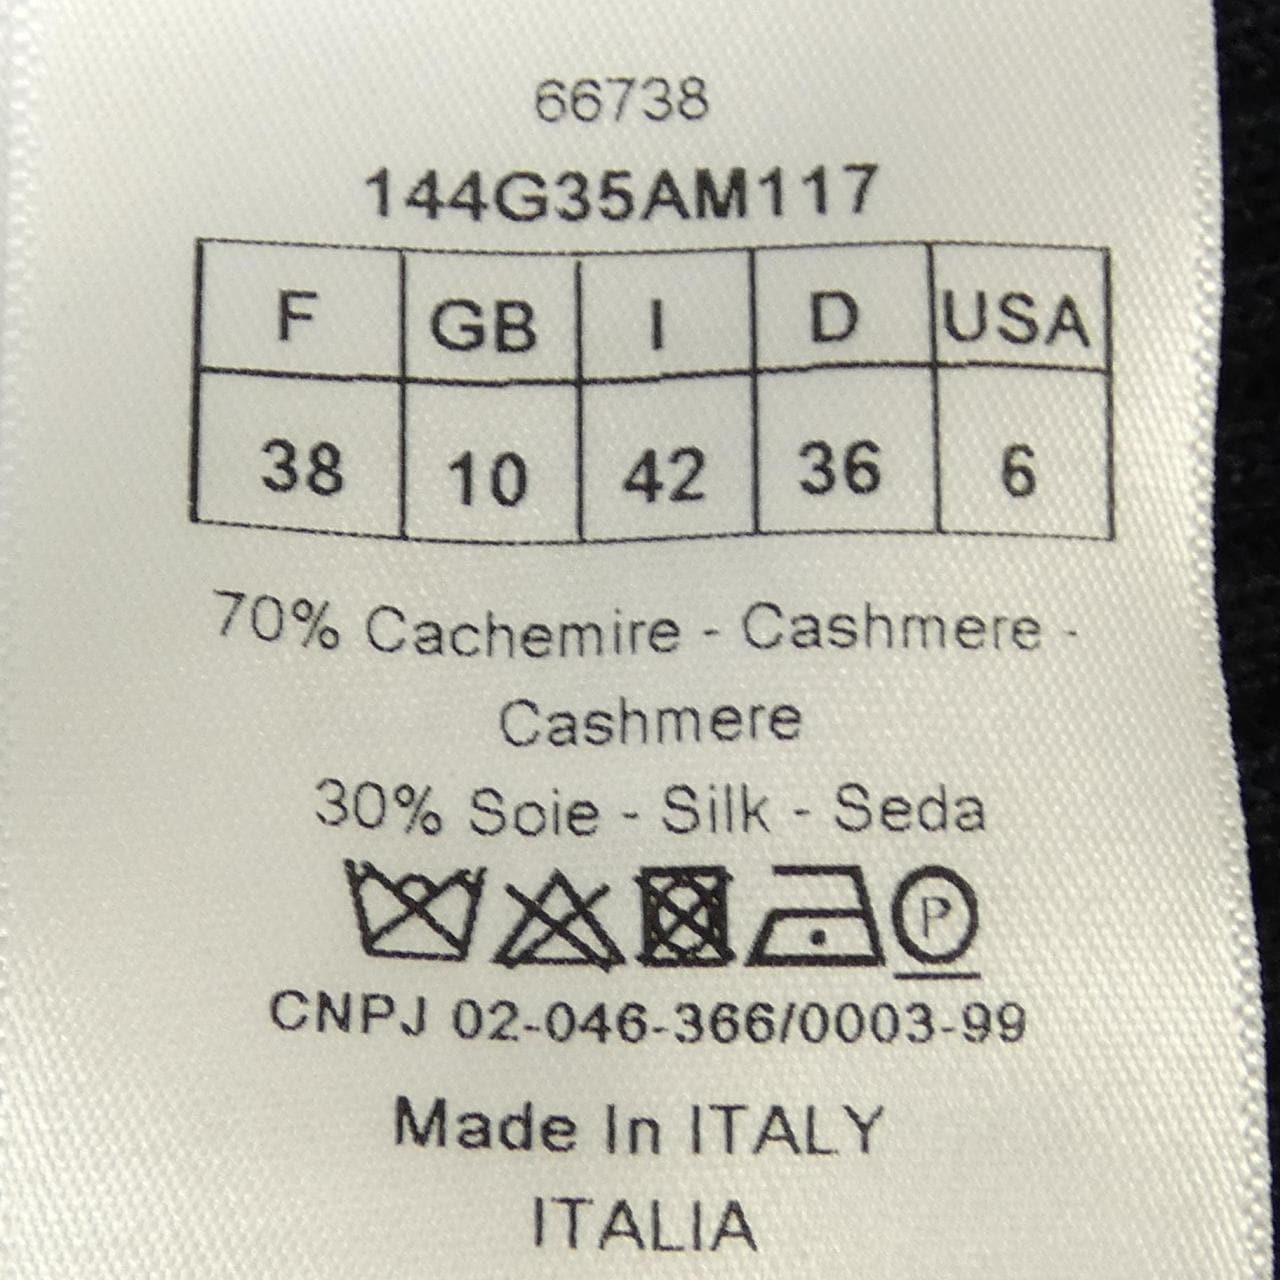 66738
144G35AM117
F GB I D USA
38 10 42 36 6
70% Cachemire - Cashmere -
Cashmere
30% Soie - Silk - Seda
P
CNPJ 02-046-366/0003-99
Made In ITALY
ITALIA